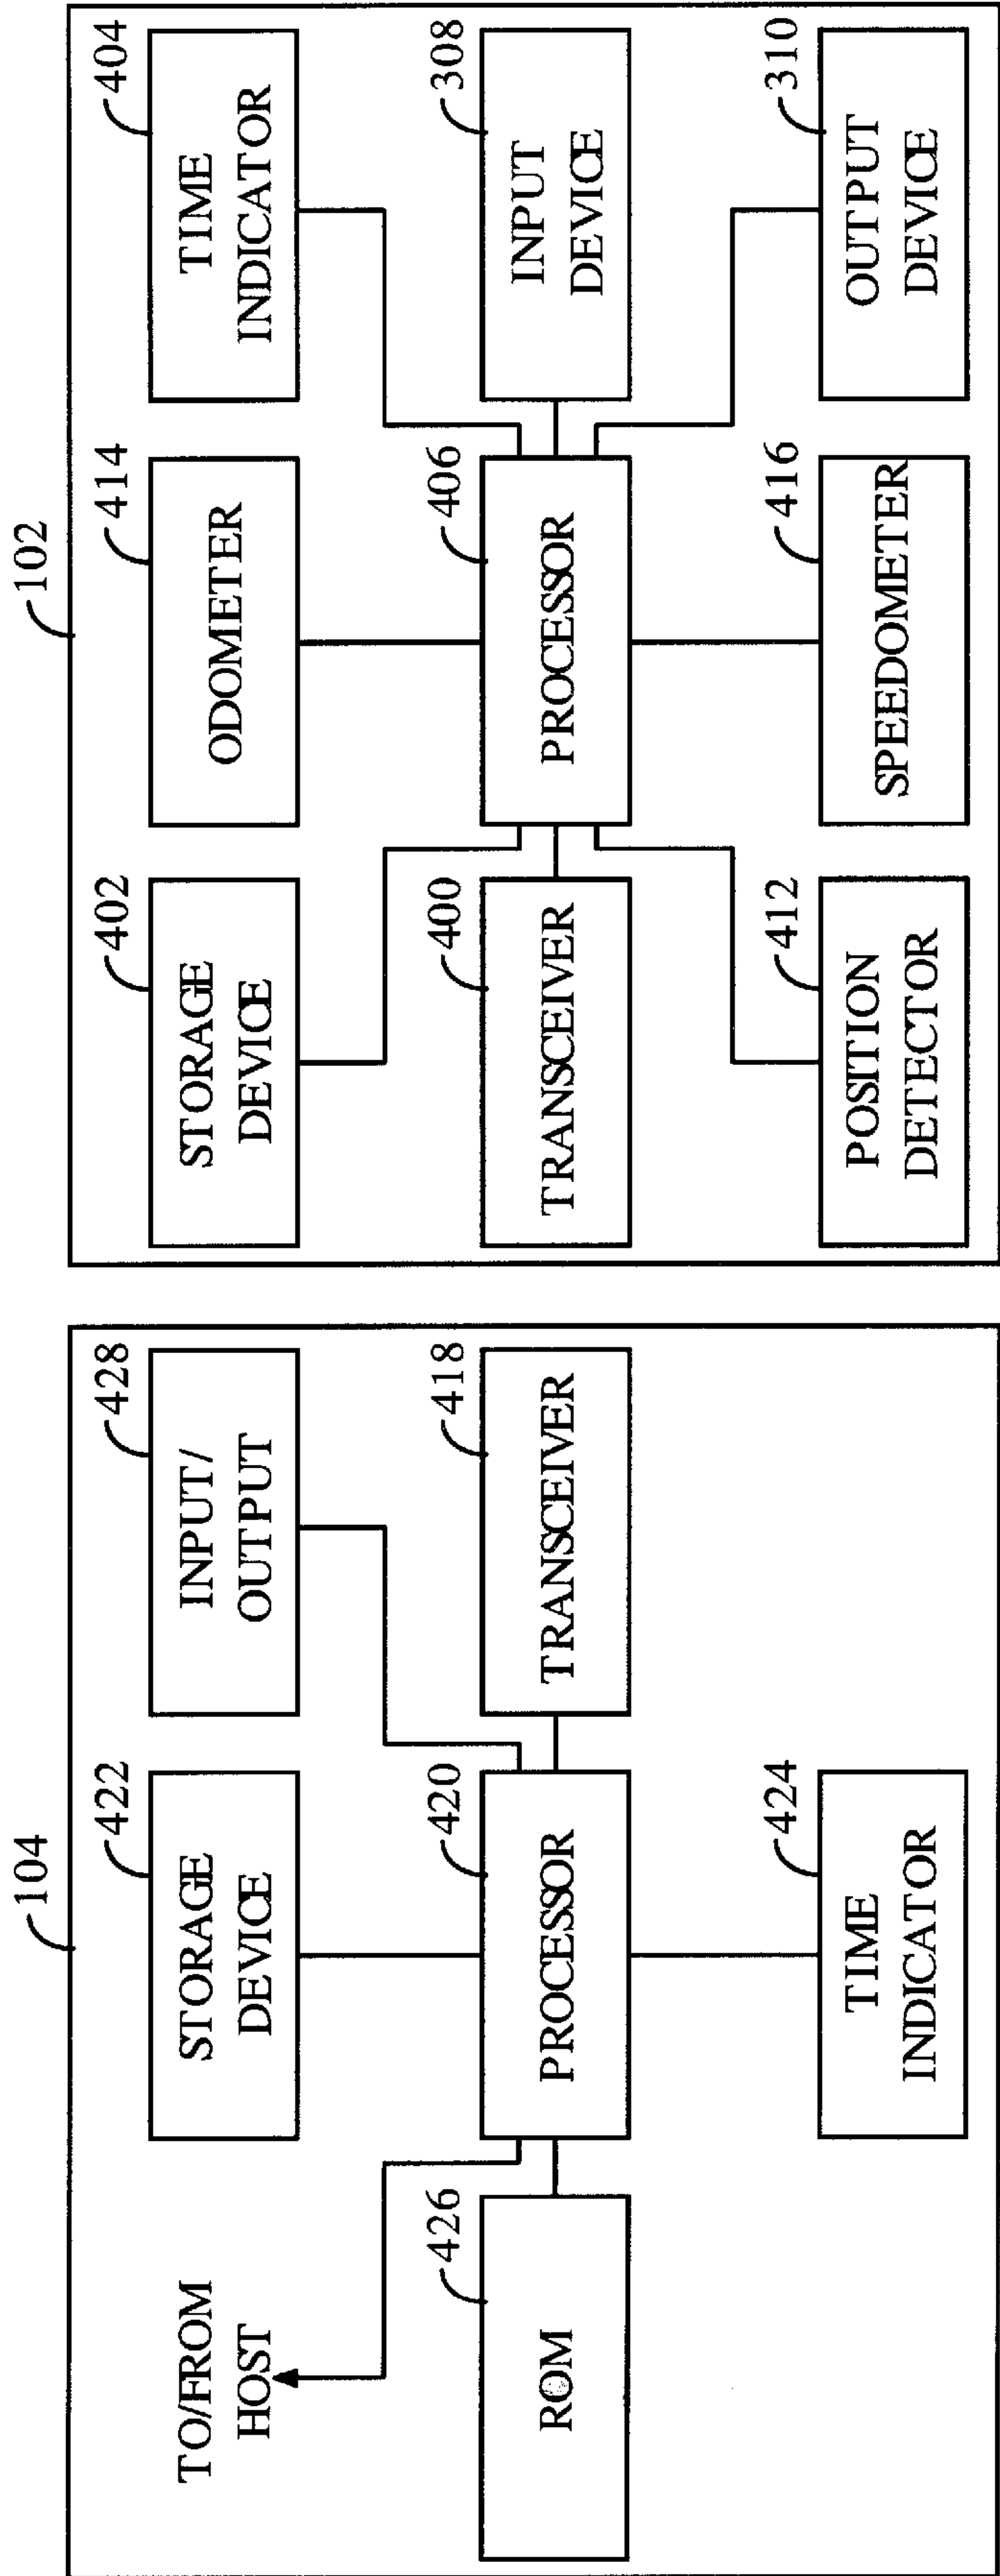 104
TO/FROM
HOST
422
STORAGE
DEVICE
428
INPUT/
OUTPUT
426
ROM
420
PROCESSOR
418
TRANSCEIVER
424
TIME
INDICATOR
102
402
STORAGE
DEVICE
414
ODOMETER
404
TIME
INDICATOR
400
TRANSCEIVER
406
PROCESSOR
308
INPUT
DEVICE
412
POSITION
DETECTOR
416
SPEEDOMETER
310
OUTPUT
DEVICE